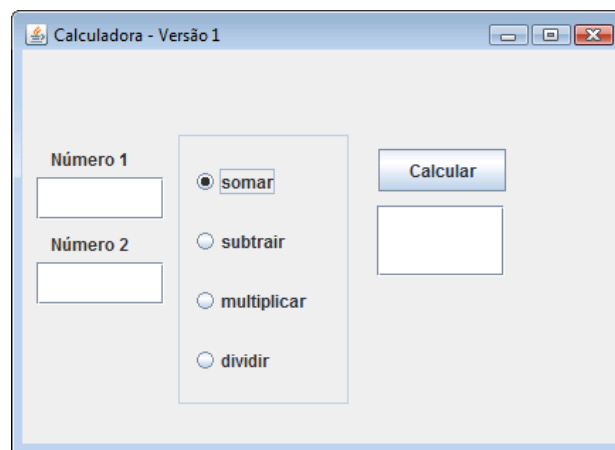 Calculadora - Versão 1
Número 1
Número 2
somar
subtrair
multiplicar
dividir
Calcular